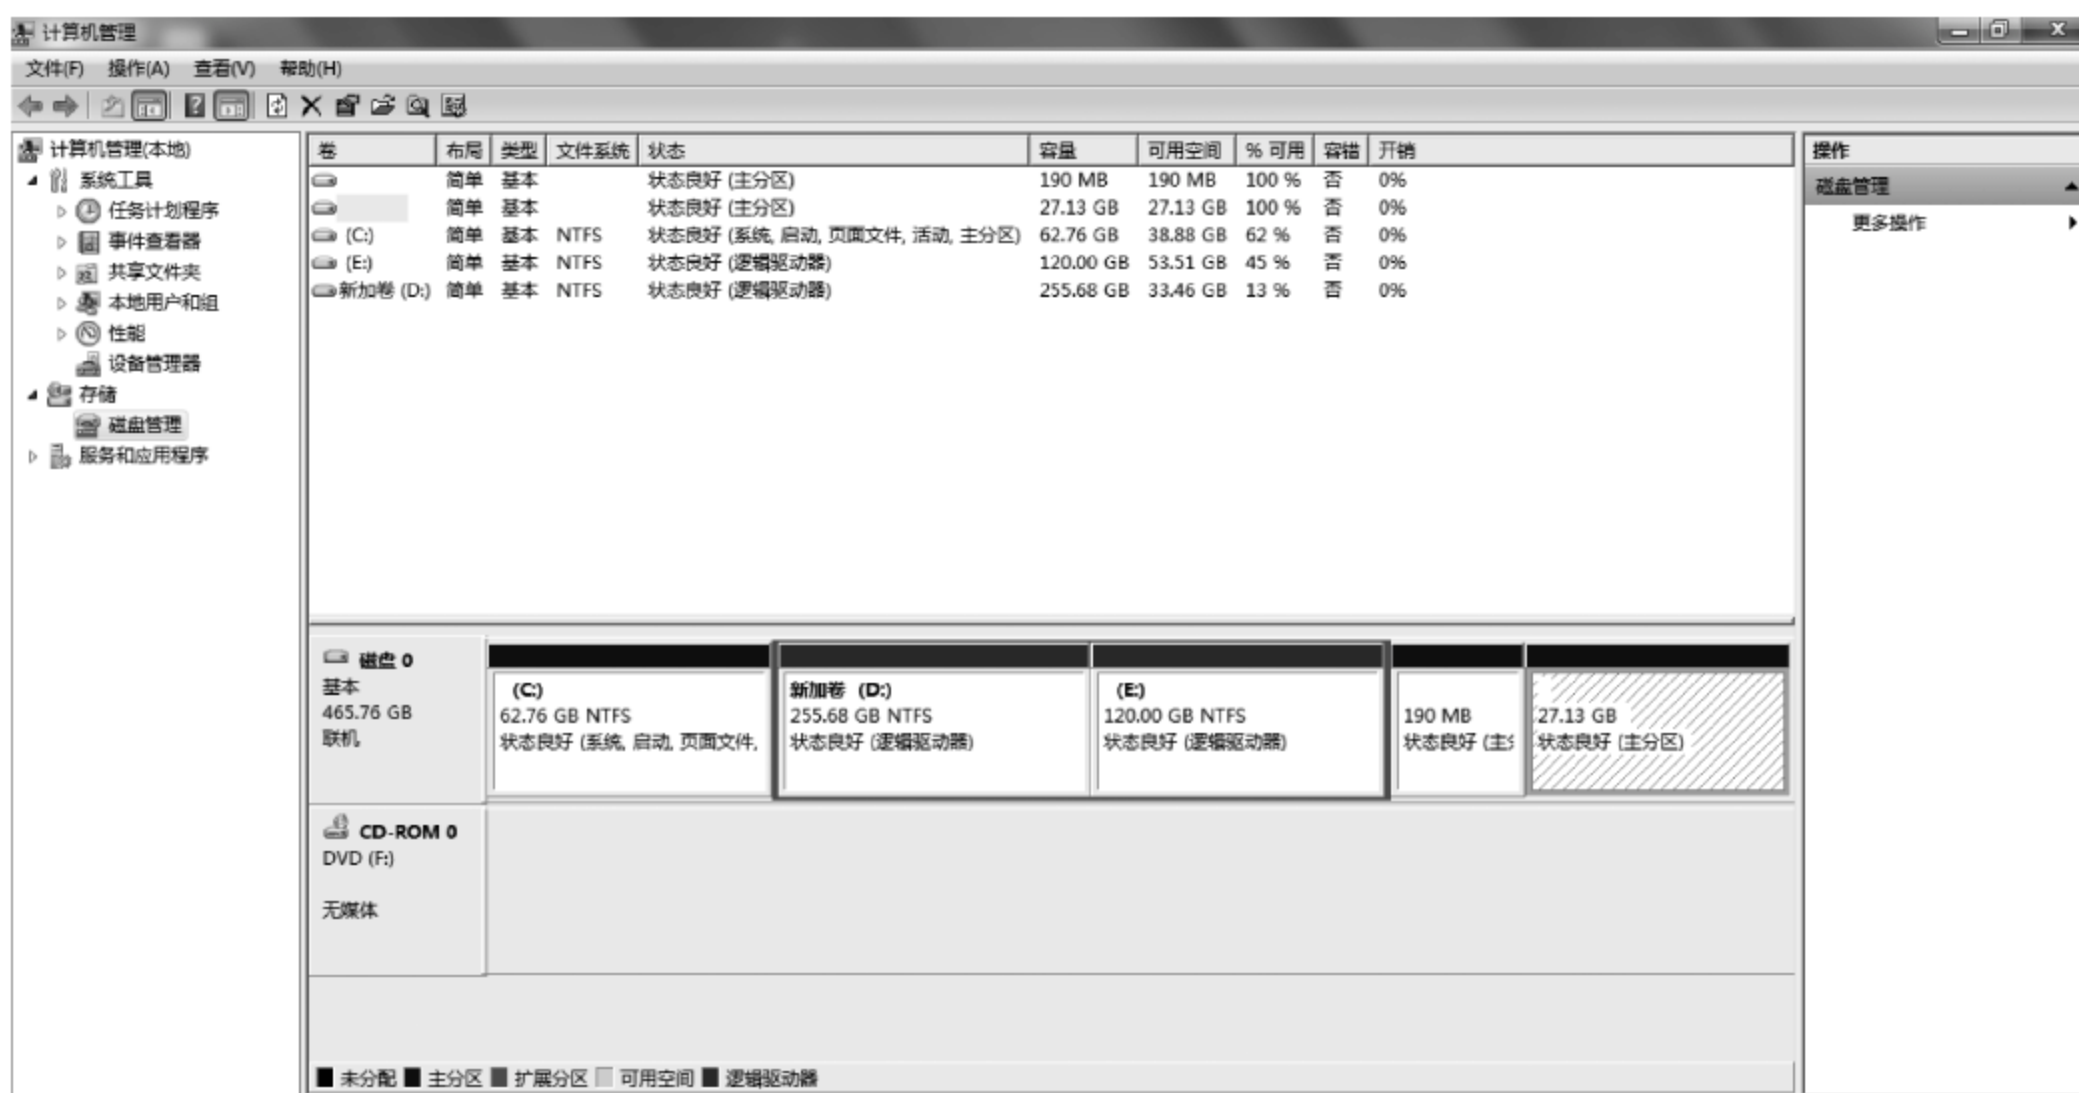 计算机管理
文件(F) 操作(A) 查看(V) 帮助(H)
计算机管理(本地)
系统工具
任务计划程序
事件查看器
共享文件夹
本地用户和组
性能
设备管理器
存储
磁盘管理
服务和应用程序
卷 布局 类型 文件系统 状态 容量 可用空间 % 可用 容错 开销
简单 基本 状态良好 (主分区) 190 MB 190 MB 100 % 否 0%
简单 基本 状态良好 (主分区) 27.13 GB 27.13 GB 100 % 否 0%
(C:) 简单 基本 NTFS 状态良好 (系统, 启动, 页面文件, 活动, 主分区) 62.76 GB 38.88 GB 62 % 否 0%
(E:) 简单 基本 NTFS 状态良好 (逻辑驱动器) 120.00 GB 53.51 GB 45 % 否 0%
新加卷 (D:) 简单 基本 NTFS 状态良好 (逻辑驱动器) 255.68 GB 33.46 GB 13 % 否 0%
磁盘 0
基本
465.76 GB
联机
(C:)
62.76 GB NTFS
状态良好 (系统, 启动, 页面文件,
新加卷 (D:)
255.68 GB NTFS
状态良好 (逻辑驱动器)
(E:)
120.00 GB NTFS
状态良好 (逻辑驱动器)
190 MB
状态良好 (主
27.13 GB
状态良好 (主分区)
CD-ROM 0
DVD (F:)
无媒体
未分配 主分区 扩展分区 可用空间 逻辑驱动器
操作
磁盘管理
更多操作